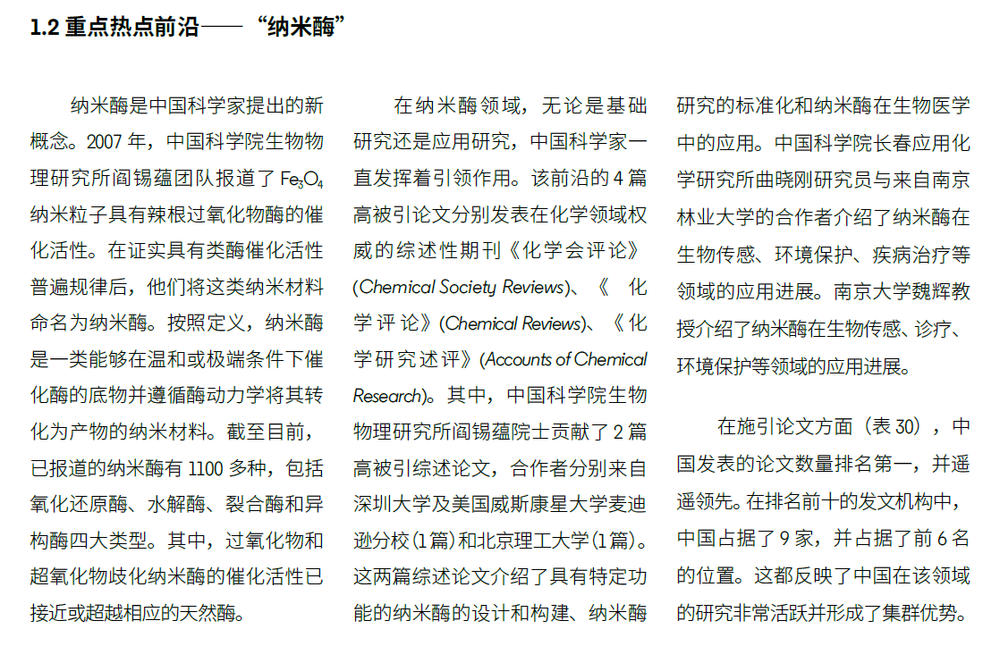 1.2 重点热点前沿——“纳米酶”
纳米酶是中国科学家提出的新
概念。2007 年，中国科学院生物物
理研究所阎锡蕴团队报道了 Fe₃O₄
纳米粒子具有辣根过氧化物酶的催
化活性。在证实具有类酶催化活性
普遍规律后，他们将这类纳米材料
命名为纳米酶。按照定义，纳米酶
是一类能够在温和或极端条件下催
化酶的底物并遵循酶动力学将其转
化为产物的纳米材料。截至目前，
已报道的纳米酶有 1100 多种，包括
氧化还原酶、水解酶、裂合酶和异
构酶四大类型。其中，过氧化物和
超氧化物歧化纳米酶的催化活性已
接近或超越相应的天然酶。
在纳米酶领域，无论是基础
研究还是应用研究，中国科学家一
直发挥着引领作用。该前沿的 4 篇
高被引论文分别发表在化学领域权
威的综述性期刊《化学会评论》
(Chemical Society Reviews)、《 化
学评论》(Chemical Reviews)、《化
学研究述评》(Accounts of Chemical
Research)。其中，中国科学院生物
物理研究所阎锡蕴院士贡献了 2 篇
高被引综述论文，合作者分别来自
深圳大学及美国威斯康星大学麦迪
逊分校(1 篇)和北京理工大学(1 篇)。
这两篇综述论文介绍了具有特定功
能的纳米酶的设计和构建、纳米酶
研究的标准化和纳米酶在生物医学
中的应用。中国科学院长春应用化
学研究所曲晓刚研究员与来自南京
林业大学的合作者介绍了纳米酶在
生物传感、环境保护、疾病治疗等
领域的应用进展。南京大学魏辉教
授介绍了纳米酶在生物传感、诊疗、
环境保护等领域的应用进展。
在施引论文方面（表 30），中
国发表的论文数量排名第一，并遥
遥领先。在排名前十的发文机构中，
中国占据了 9 家，并占据了前 6 名
的位置。这都反映了中国在该领域
的研究非常活跃并形成了集群优势。